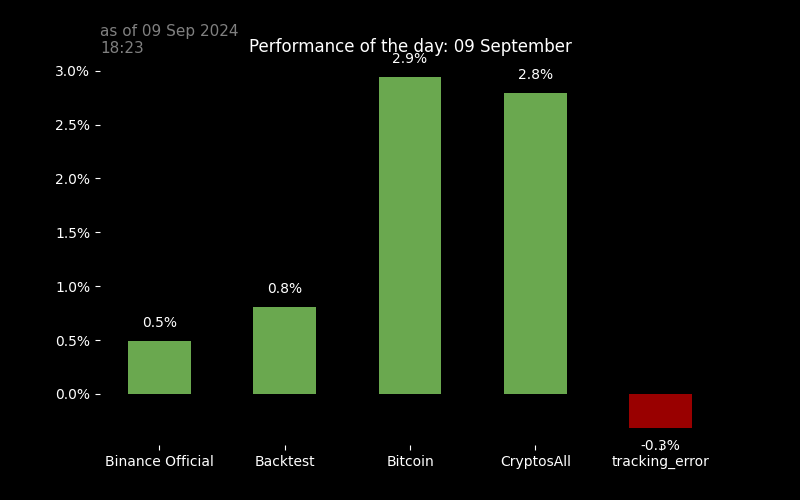 as of 09 Sep 2024
18:23
Performance of the day: 09 September
3.0%
2.5%
2.0%
1.5%
1.0%
0.5%
0.0%
0.5%
0.8%
2.9%
2.8%
-0.3%
Binance Official
Backtest
Bitcoin
CryptosAll
tracking_error